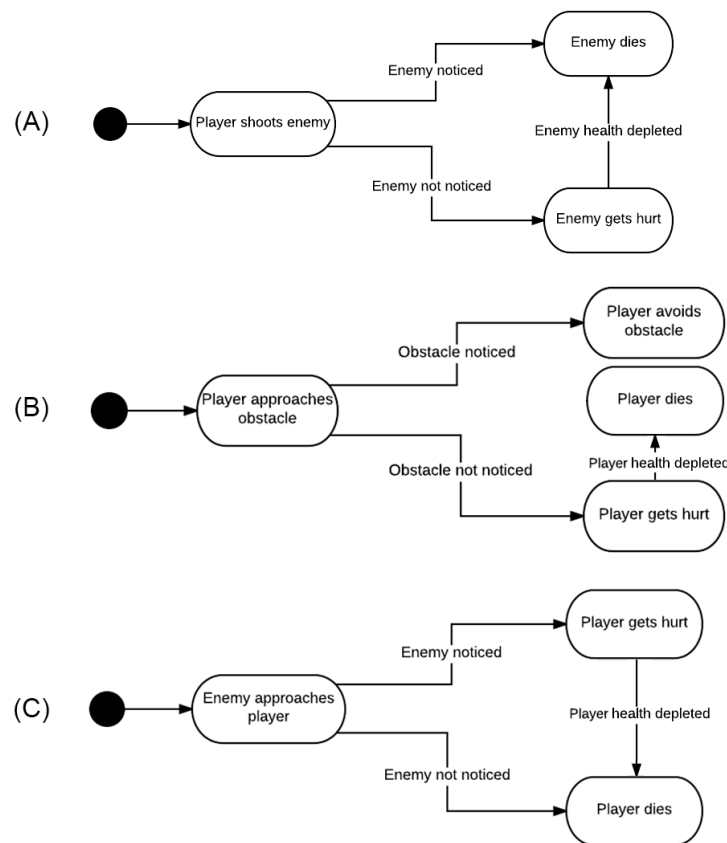 Enemy dies
Enemy noticed
(A)
Player shoots enemy
Enemy health depleted
Enemy not noticed
Enemy gets hurt
Player avoids
obstacle
Obstacle noticed
(B)
Player approaches
obstacle
Player dies
Player health depleted
Obstacle not noticed
Player gets hurt
Player gets hurt
Enemy noticed
(C)
Enemy approaches
player
Player health depleted
Enemy not noticed
Player dies